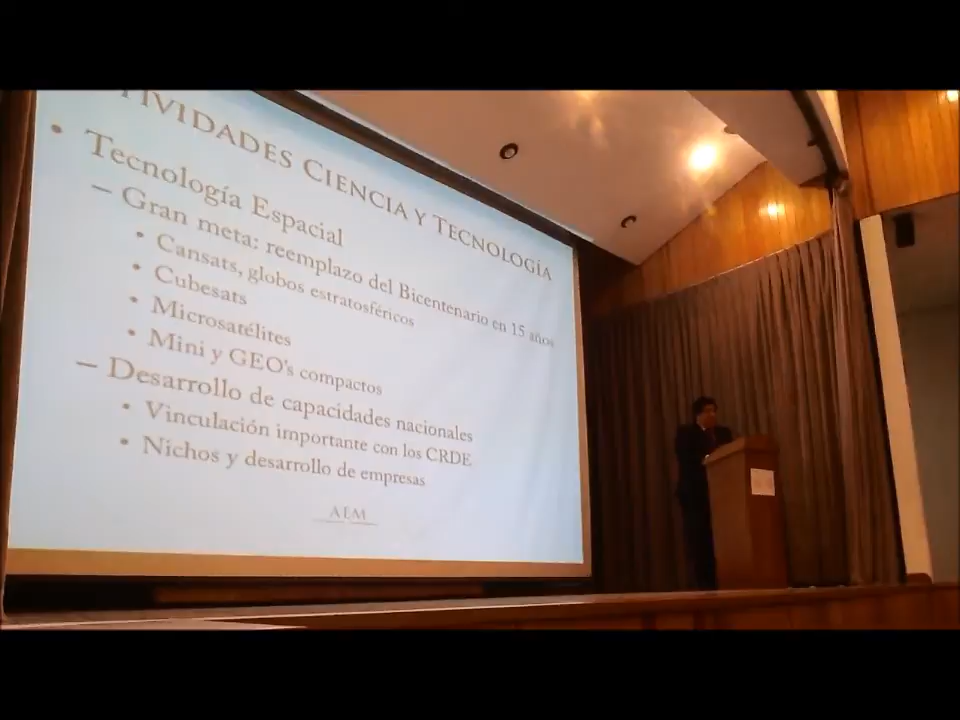 TIVIDADES CIENCIA Y TECNOLOGÍA
• Tecnología Espacial
– Gran meta: reemplazo del Bicentenario en 15 años
• Cansats, globos estratosféricos
• Cubesats
• Microsatélites
• Mini y GEO's compactos
– Desarrollo de capacidades nacionales
• Vinculación importante con los CRDE
• Nichos y desarrollo de empresas
AEM